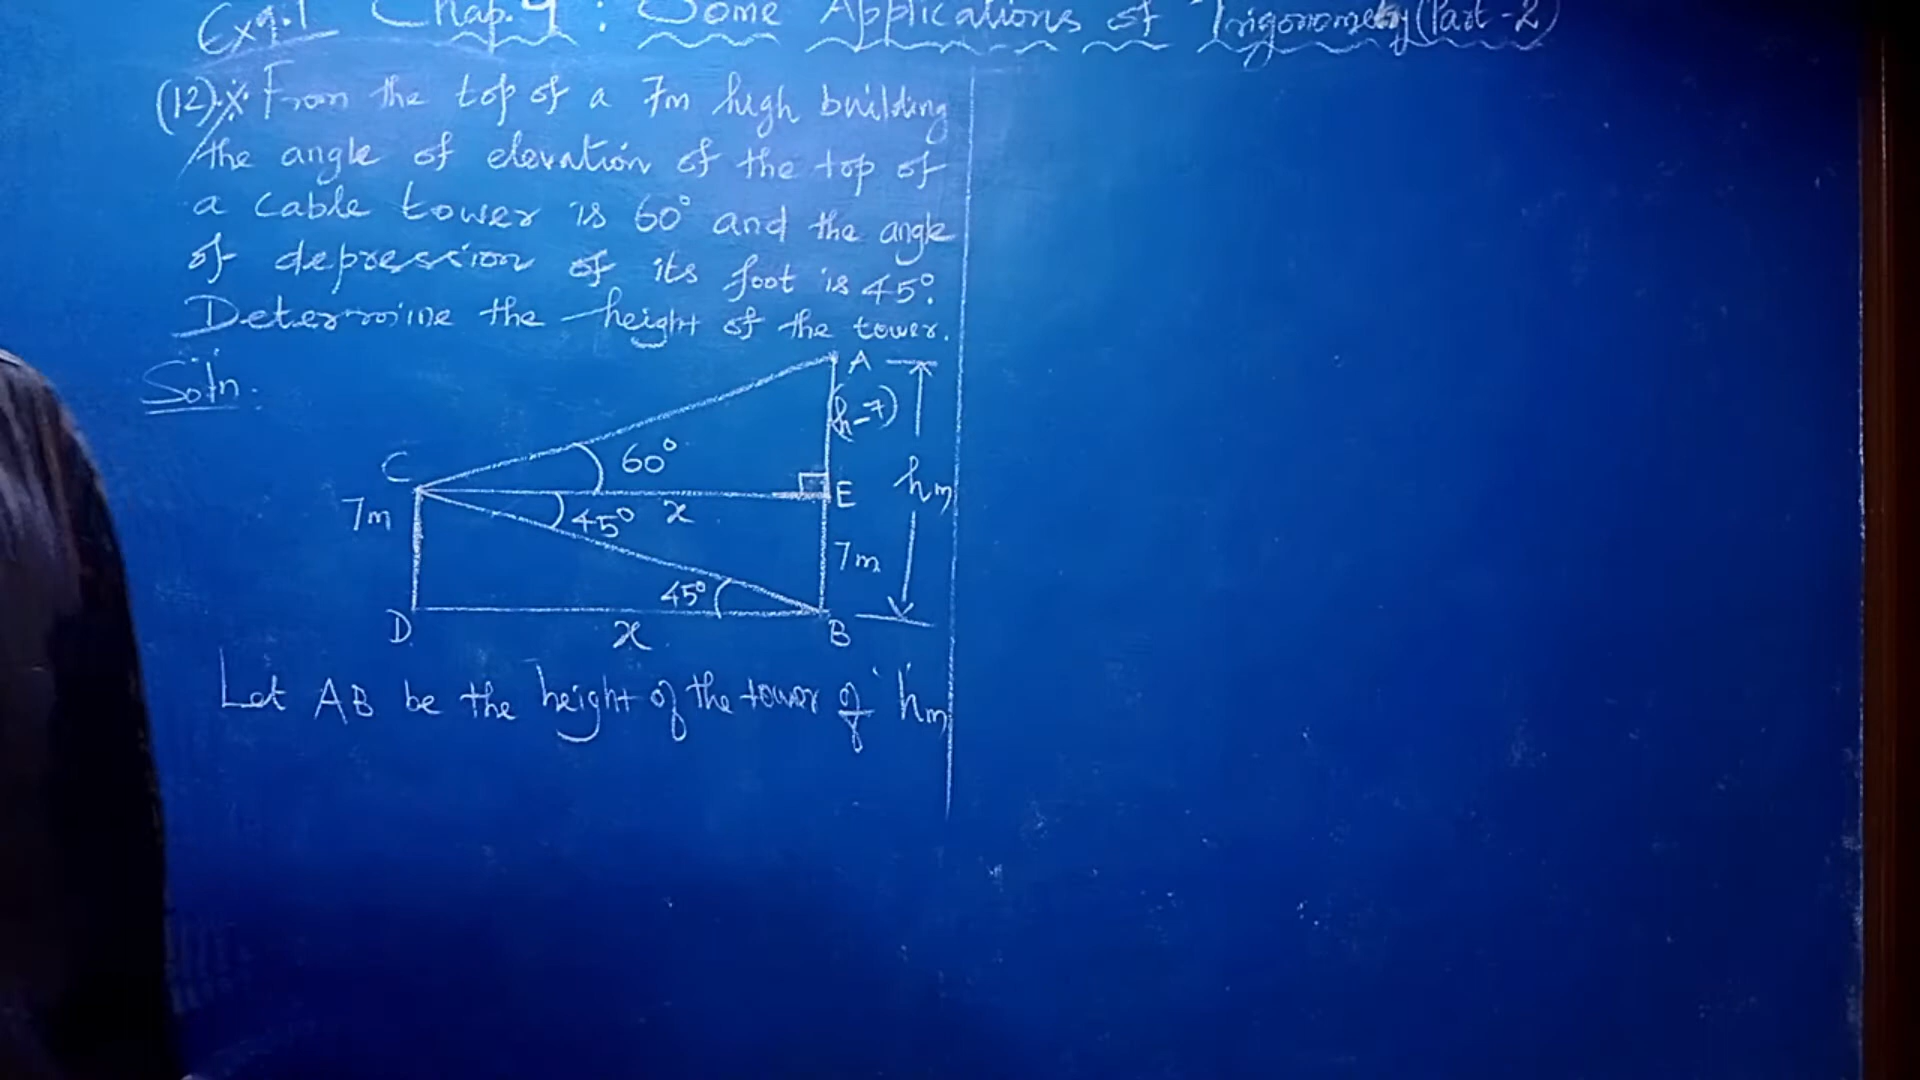 Ex9.1 Chap.9 : Some Applications of Trigonometry (Part-2)
(12).※ From the top of a 7m high building
the angle of elevation of the top of
a cable tower is 60° and the angle
of depression of its foot is 45°.
Determine the height of the tower.
Soln.
A
(h-7)
60°
C
7m
E
hm
45°
x
7m
45°
D
x
B
Let AB be the height of the tower of 'hm